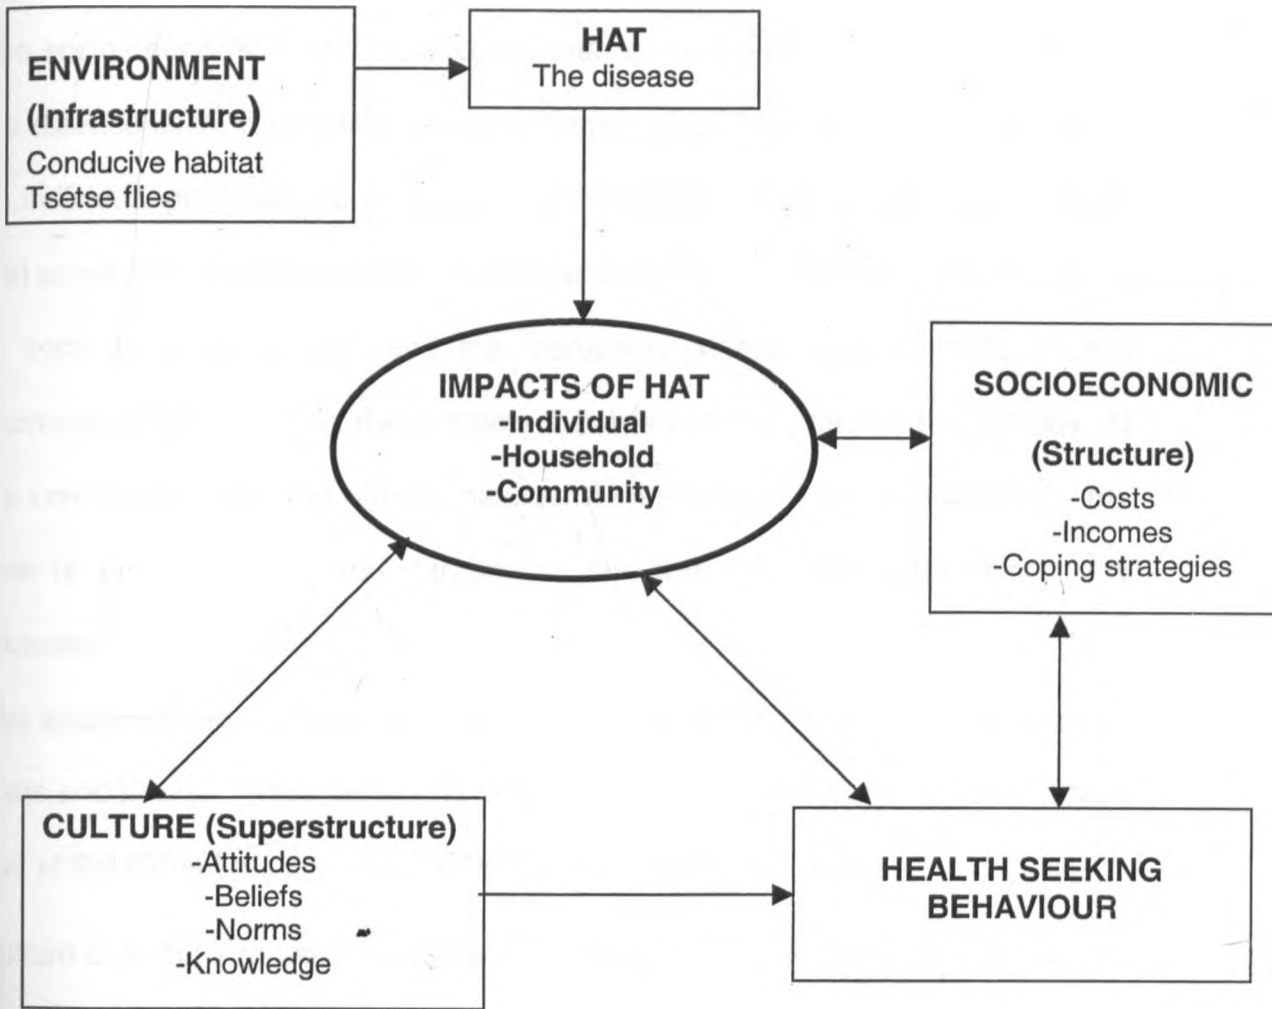 ENVIRONMENT
(Infrastructure)
Conducive habitat
Tsetse flies
HAT
The disease
IMPACTS OF HAT
-Individual
-Household
-Community
SOCIOECONOMIC
(Structure)
-Costs
-Incomes
-Coping strategies
CULTURE (Superstructure)
-Attitudes
-Beliefs
-Norms
-Knowledge
HEALTH SEEKING
BEHAVIOUR